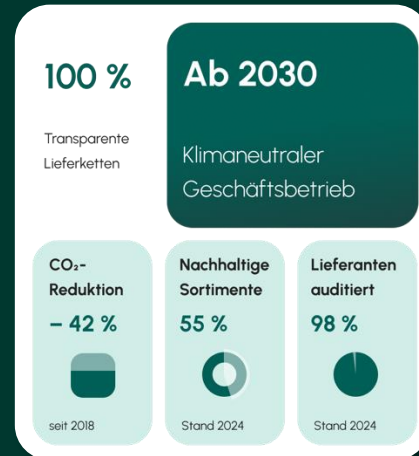 100 %
Transparente
Lieferketten
Ab 2030
Klimaneutraler
Geschäftsbetrieb
CO₂-
Reduktion
– 42 %
seit 2018
Nachhaltige
Sortimente
55 %
Stand 2024
Lieferanten
auditiert
98 %
Stand 2024